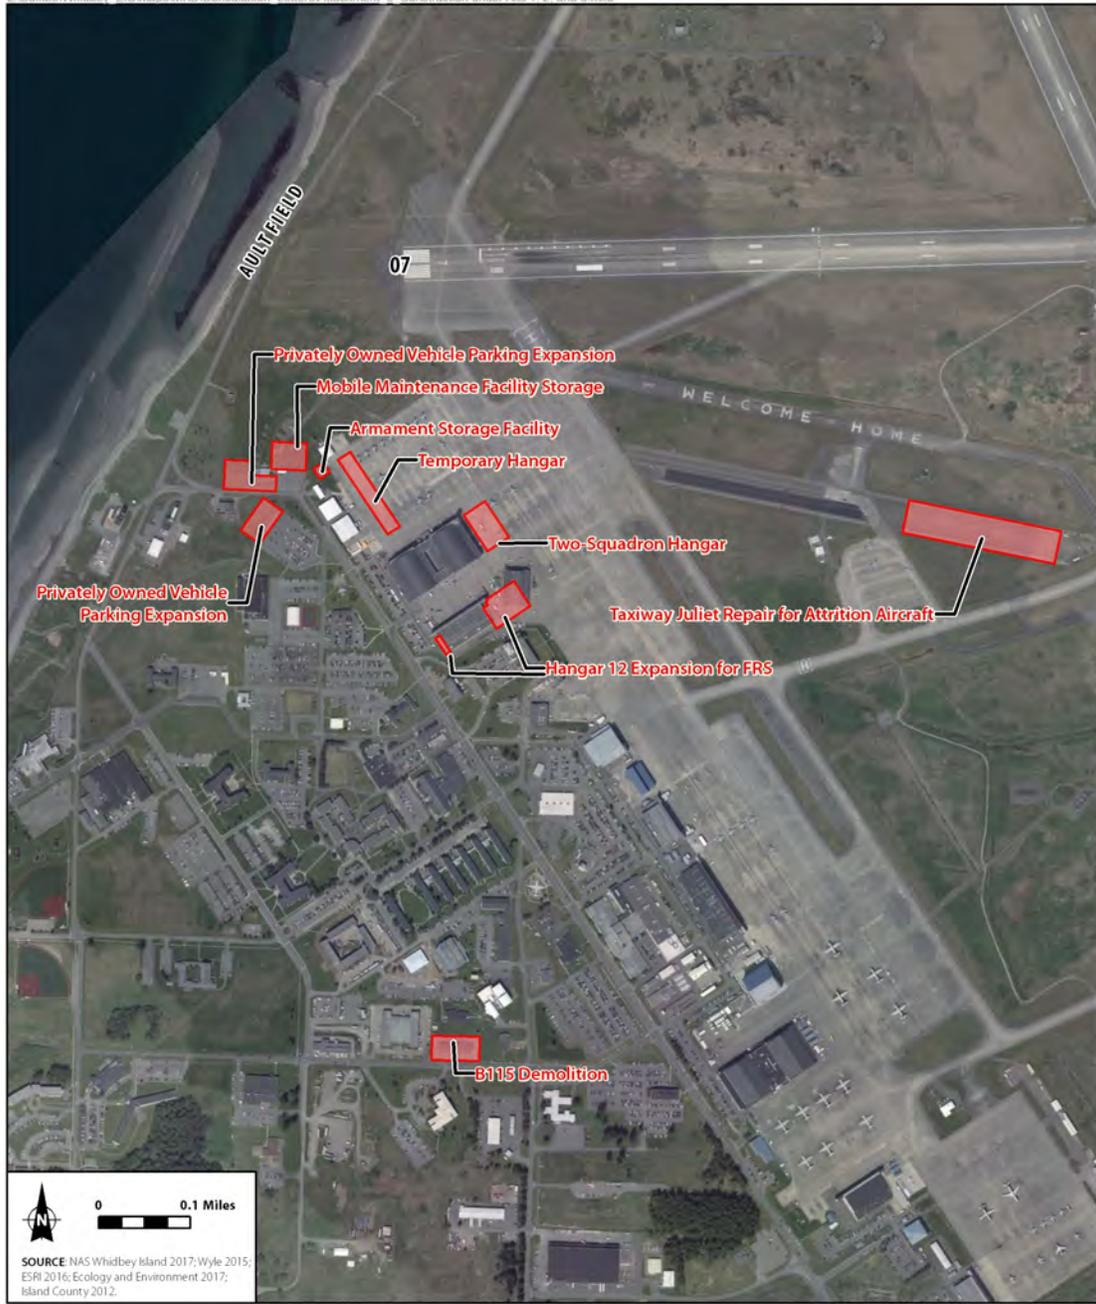 AULT FIELD
07
Privately Owned Vehicle Parking Expansion
Mobile Maintenance Facility Storage
Armament Storage Facility
Temporary Hangar
WELCOME HOME
Two-Squadron Hangar
Privately Owned Vehicle
Parking Expansion
Taxiway Juliet Repair for Attrition Aircraft
Hangar 12 Expansion for FRS
B115 Demolition
N
0 0.1 Miles
SOURCE: NAS Whidbey Island 2017; Wyle 2015;
ESRI 2016; Ecology and Environment 2017;
Island County 2012.